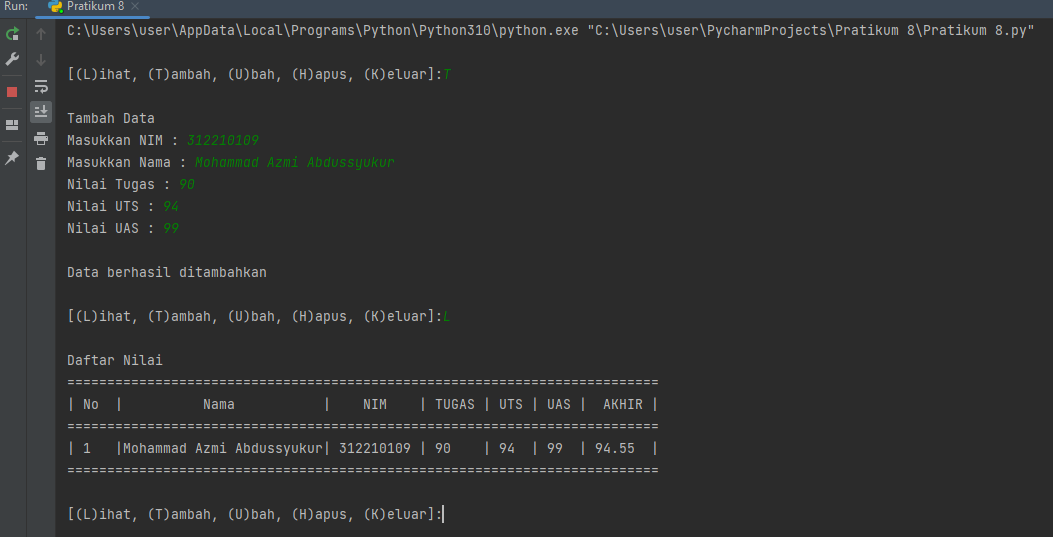 Run: Pratikum 8
C:\Users\user\AppData\Local\Programs\Python\Python310\python.exe "C:\Users\user\PycharmProjects\Pratikum 8\Pratikum 8.py"
[(L)ihat, (T)ambah, (U)bah, (H)apus, (K)eluar]:T
Tambah Data
Masukkan NIM : 312210109
Masukkan Nama : Mohammad Azmi Abdussyukur
Nilai Tugas : 90
Nilai UTS : 94
Nilai UAS : 99
Data berhasil ditambahkan
[(L)ihat, (T)ambah, (U)bah, (H)apus, (K)eluar]:L
Daftar Nilai
==========================================================================
| No  |          Nama           |    NIM    | TUGAS | UTS | UAS |  AKHIR |
==========================================================================
| 1   |Mohammad Azmi Abdussyukur| 312210109 | 90    | 94  | 99  | 94.55  |
==========================================================================
[(L)ihat, (T)ambah, (U)bah, (H)apus, (K)eluar]: